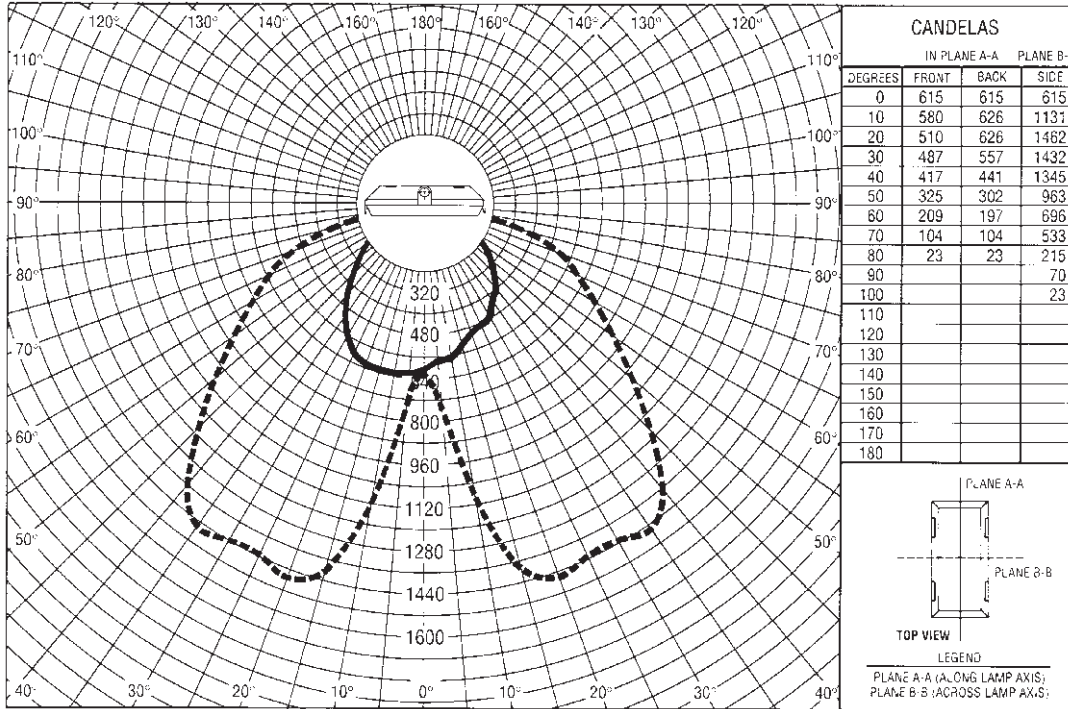 120° 130° 140° 160° 180° 160° 140° 130° 120°
110° 110°
100° 100°
90° 90°
80° 80°
70° 70°
60° 60°
50° 50°
40° 30° 20° 10° 0° 10° 20° 30° 40°
320
480
800
960
1120
1280
1440
1600
CANDELAS
IN PLANE A-A PLANE B-
DEGREES FRONT BACK SIDE
0 615 615 615
10 580 626 1131
20 510 626 1462
30 487 557 1432
40 417 441 1345
50 325 302 963
60 209 197 696
70 104 104 533
80 23 23 215
90 70
100 23
110
120
130
140
150
160
170
180
PLANE A-A
PLANE B-B
TOP VIEW
LEGEND
PLANE A-A (ALONG LAMP AXIS)
PLANE B-B (ACROSS LAMP AXIS)